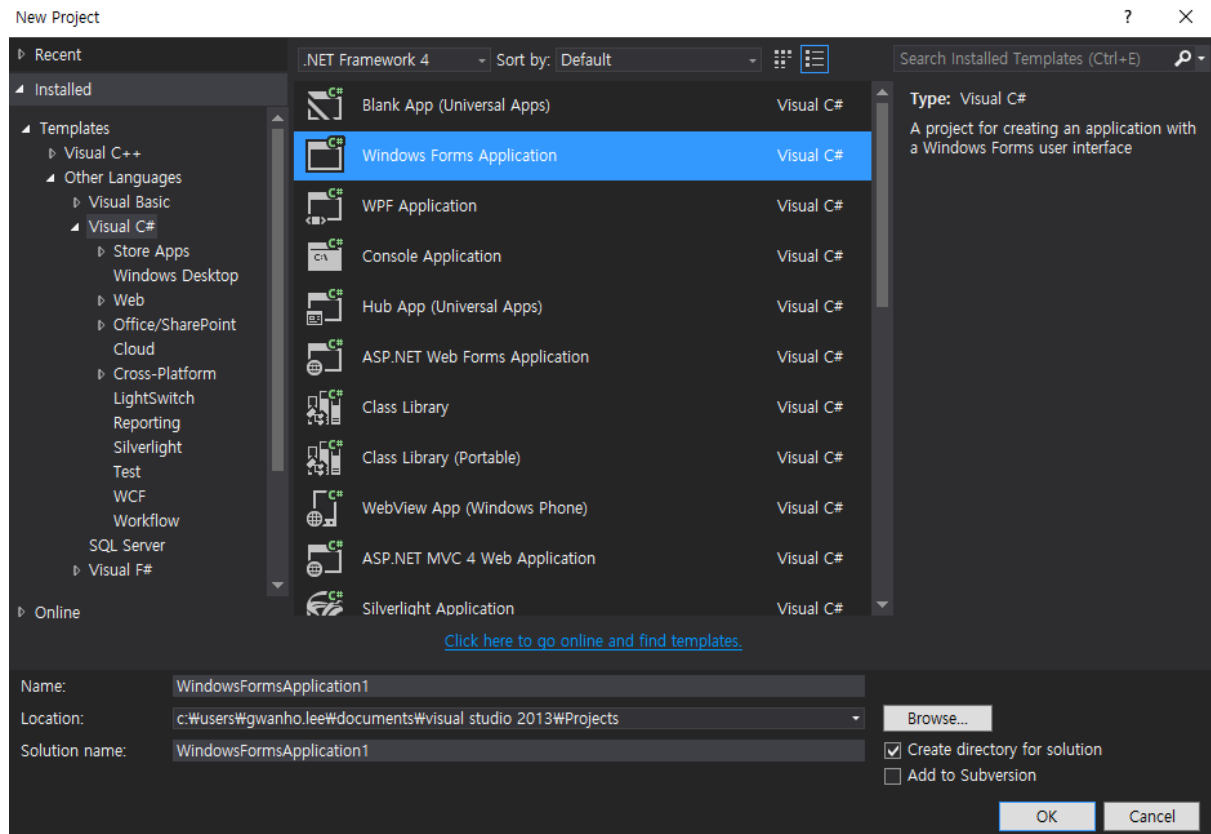 New Project
?
Recent
.NET Framework 4
Sort by: Default
Search Installed Templates (Ctrl+E)
Installed
Templates
Visual C++
Other Languages
Visual Basic
Visual C#
Store Apps
Windows Desktop
Web
Office/SharePoint
Cloud
Cross-Platform
LightSwitch
Reporting
Silverlight
Test
WCF
Workflow
SQL Server
Visual F#
Online
Blank App (Universal Apps) Visual C#
Windows Forms Application Visual C#
WPF Application Visual C#
Console Application Visual C#
Hub App (Universal Apps) Visual C#
ASP.NET Web Forms Application Visual C#
Class Library Visual C#
Class Library (Portable) Visual C#
WebView App (Windows Phone) Visual C#
ASP.NET MVC 4 Web Application Visual C#
Silverlight Application Visual C#
Type: Visual C#
A project for creating an application with
a Windows Forms user interface
Click here to go online and find templates.
Name: WindowsFormsApplication1
Location: c:₩users₩gwanho.lee₩documents₩visual studio 2013₩Projects
Browse...
Solution name: WindowsFormsApplication1
Create directory for solution
Add to Subversion
OK
Cancel